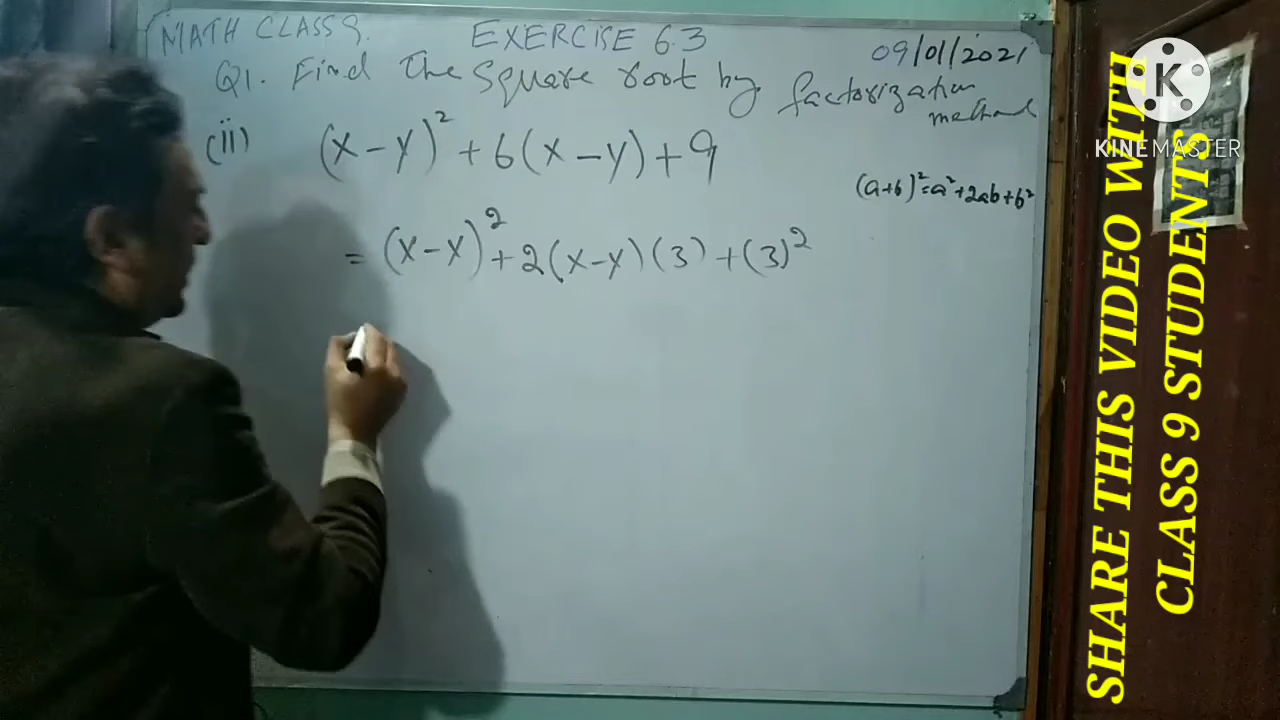 MATH CLASS 9. EXERCISE 6.3 09/01/2021
Q1. Find The Square root by factorization method
(ii) (x-y)² + 6(x-y) + 9
(a+b)²=a²+2ab+b²
= (x-x)² + 2(x-y)(3) + (3)²
K
KINEMASTER
SHARE THIS VIDEO WITH
CLASS 9 STUDENTS